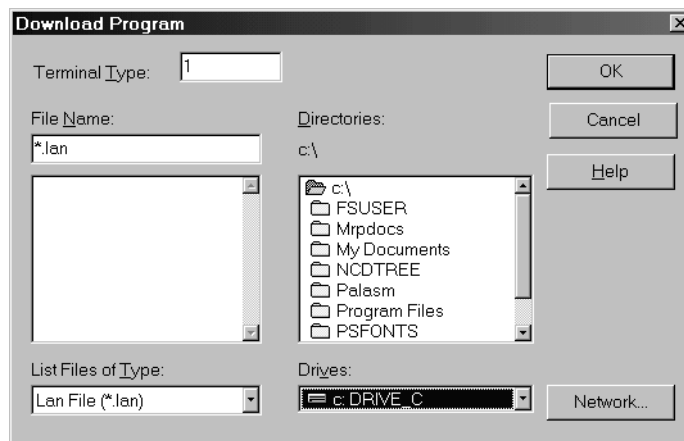 Download Program
Terminal Type:
1
OK
File Name:
Directories:
Cancel
*.lan
c:\
Help
c:\
FSUSER
Mrpdocs
My Documents
NCDTREE
Palasm
Program Files
PSFONTS
List Files of Type:
Drives:
Lan File (*.lan)
c: DRIVE_C
Network...